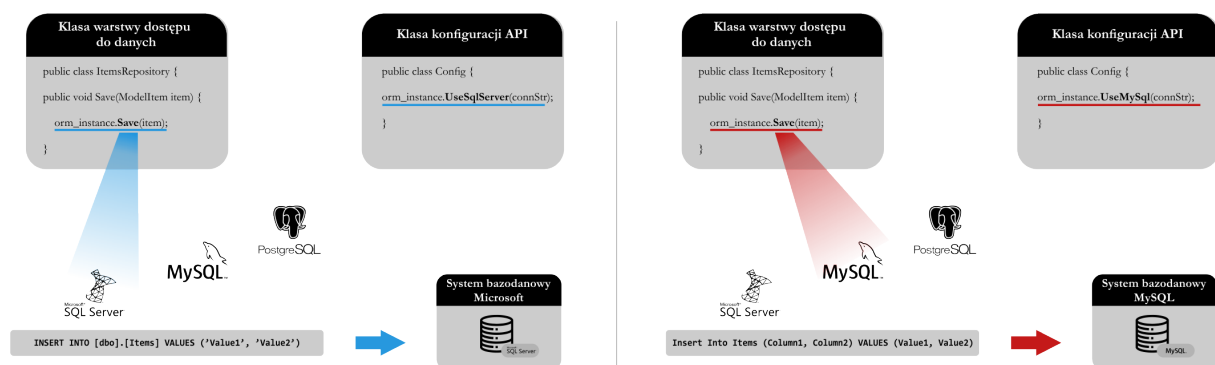 Klasa warstwy dostępu
do danych
public class ItemsRepository {
public void Save(ModelItem item) {
orm_instance.Save(item);
}
Klasa konfiguracji API
public class Config {
orm_instance.UseSqlServer(connStr);
}
PostgreSQL
MySQL
Microsoft
SQL Server
System bazodanowy
Microsoft
SQL Server
INSERT INTO [dbo].[Items] VALUES (’Value1’, ’Value2’)
Klasa warstwy dostępu
do danych
public class ItemsRepository {
public void Save(ModelItem item) {
orm_instance.Save(item);
}
Klasa konfiguracji API
public class Config {
orm_instance.UseMySql(connStr);
}
PostgreSQL
MySQL
Microsoft
SQL Server
System bazodanowy
MySQL
MySQL
Insert Into Items (Column1, Column2) VALUES (Value1, Value2)